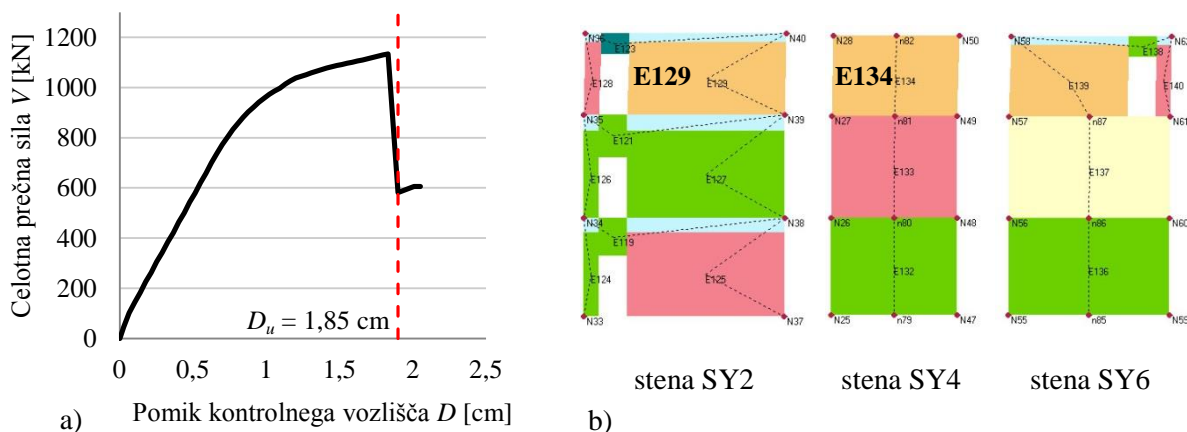 Celotna prečna sila V [kN]
1200
1000
800
600
400
200
0
D_u = 1,85 cm
0 0,5 1 1,5 2 2,5
Pomik kontrolnega vozlišča D [cm]
a)
N36 N40
E123
E128 E129 E129
N35 N39
E121
E126 E127
N34 N38
E119
E124 E125
N33 N37
stena SY2
N28 n82 N50
E134 E134
N27 n81 N49
E133
N26 n80 N48
E132
N25 n79 N47
stena SY4
N58 N62
E138
E139 E140
N57 n87 N61
E137
N56 n86 N60
E136
N55 n85 N55
stena SY6
b)